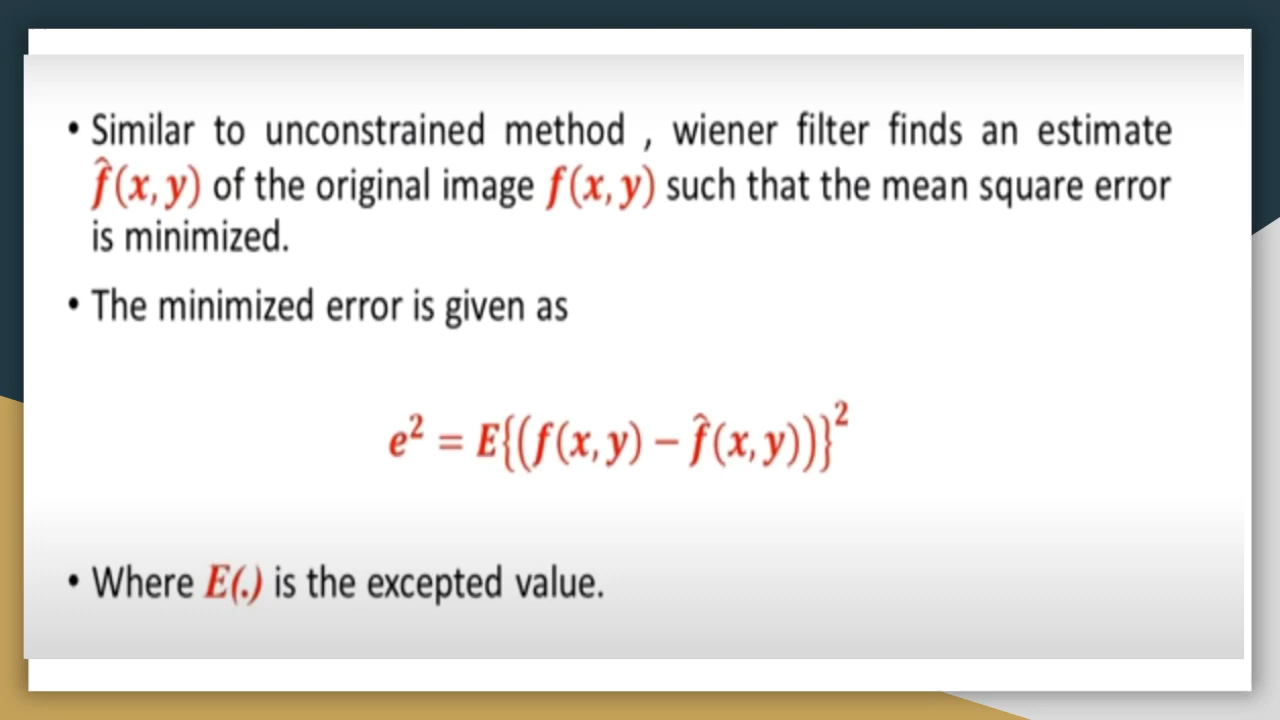 • Similar to unconstrained method , wiener filter finds an estimate
f̂(x, y) of the original image f(x, y) such that the mean square error
is minimized.
• The minimized error is given as
e² = E{(f(x, y) − f̂(x, y))}²
• Where E(.) is the excepted value.